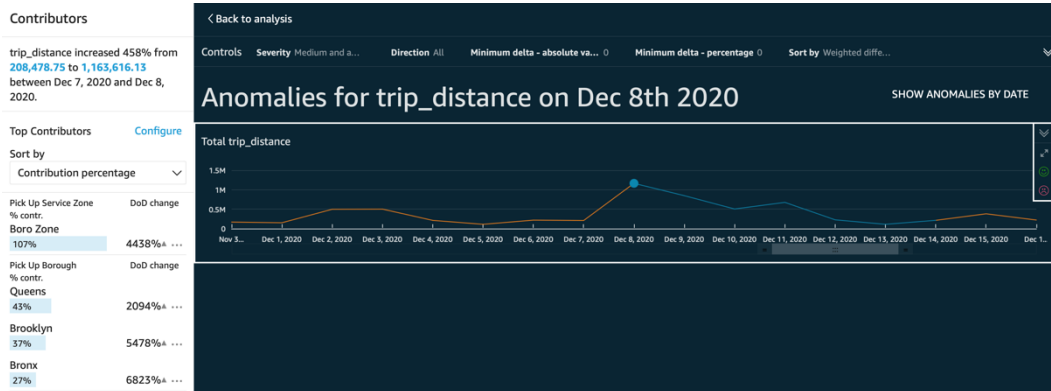 Contributors
trip_distance increased 458% from
208,478.75 to 1,163,616.13
between Dec 7, 2020 and Dec 8,
2020.
Top Contributors Configure
Sort by
Contribution percentage
Pick Up Service Zone DoD change
% contr.
Boro Zone
107% 4438%
Pick Up Borough DoD change
% contr.
Queens
43% 2094%
Brooklyn
37% 5478%
Bronx
27% 6823%
Back to analysis
Controls Severity Medium and a... Direction All Minimum delta - absolute va... 0 Minimum delta - percentage 0 Sort by Weighted diffe...
Anomalies for trip_distance on Dec 8th 2020
SHOW ANOMALIES BY DATE
Total trip_distance
1.5M
1M
0.5M
0
Nov 3... Dec 1, 2020 Dec 2, 2020 Dec 3, 2020 Dec 4, 2020 Dec 5, 2020 Dec 6, 2020 Dec 7, 2020 Dec 8, 2020 Dec 9, 2020 Dec 10, 2020 Dec 11, 2020 Dec 12, 2020 Dec 13, 2020 Dec 14, 2020 Dec 15, 2020 Dec 1...